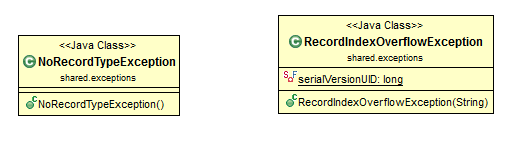 <<Java Class>>
NoRecordTypeException
shared.exceptions
NoRecordTypeException()
<<Java Class>>
RecordIndexOverflowException
shared.exceptions
serialVersionUID: long
RecordIndexOverflowException(String)